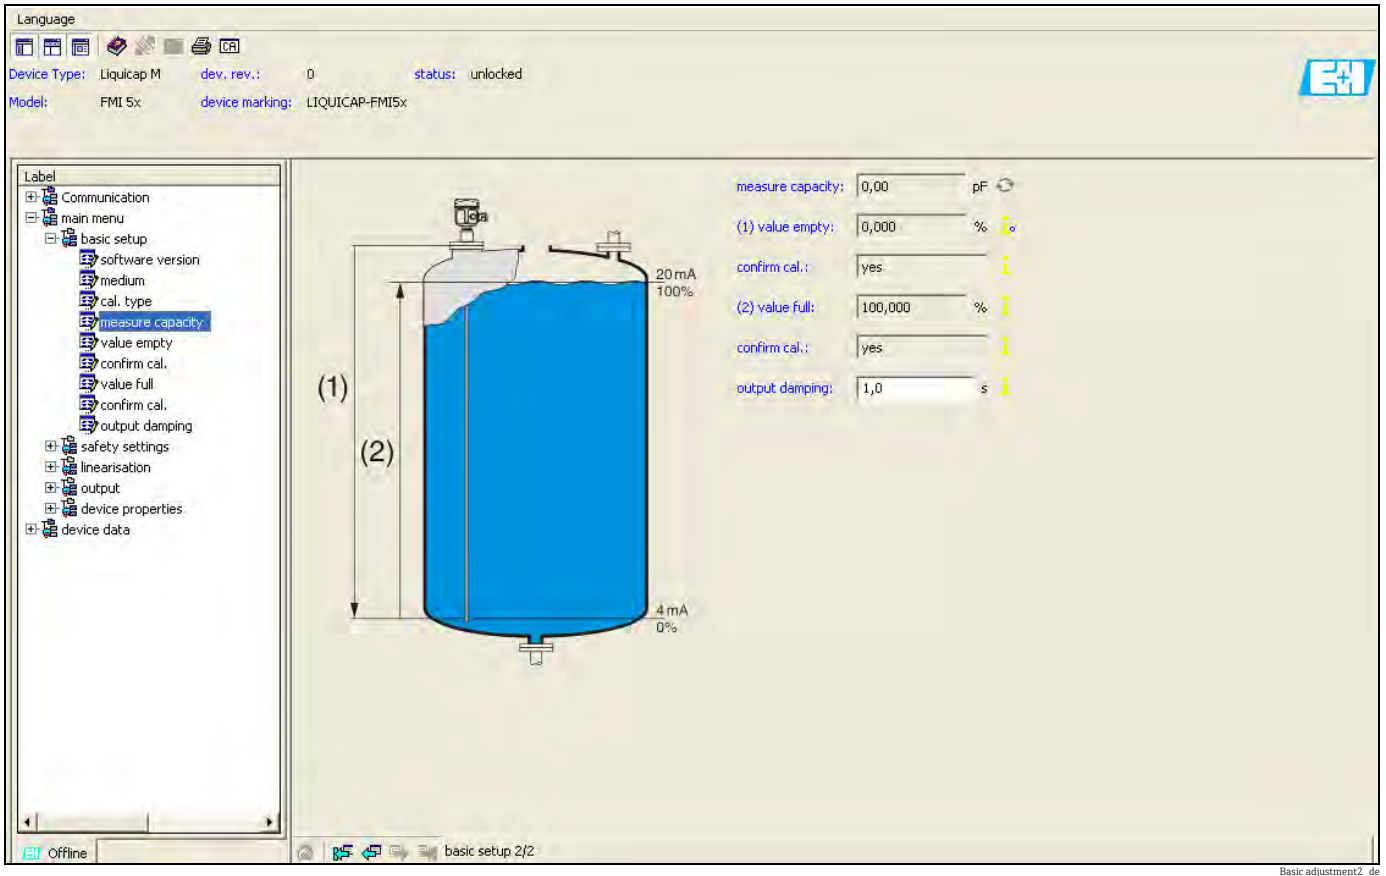 Language
CA
Device Type: Liquicap M dev. rev.: 0 status: unlocked
Model: FMI 5x device marking: LIQUICAP-FMI5x
E+H
Label
Communication
main menu
basic setup
software version
medium
cal. type
measure capacity
value empty
confirm cal.
value full
confirm cal.
output damping
safety settings
linearisation
output
device properties
device data
(1)
(2)
20 mA
100%
4 mA
0%
measure capacity: 0,00 pF
(1) value empty: 0,000 %
confirm cal.: yes
(2) value full: 100,000 %
confirm cal.: yes
output damping: 1,0 s
Offline
basic setup 2/2
Basic adjustment2_de